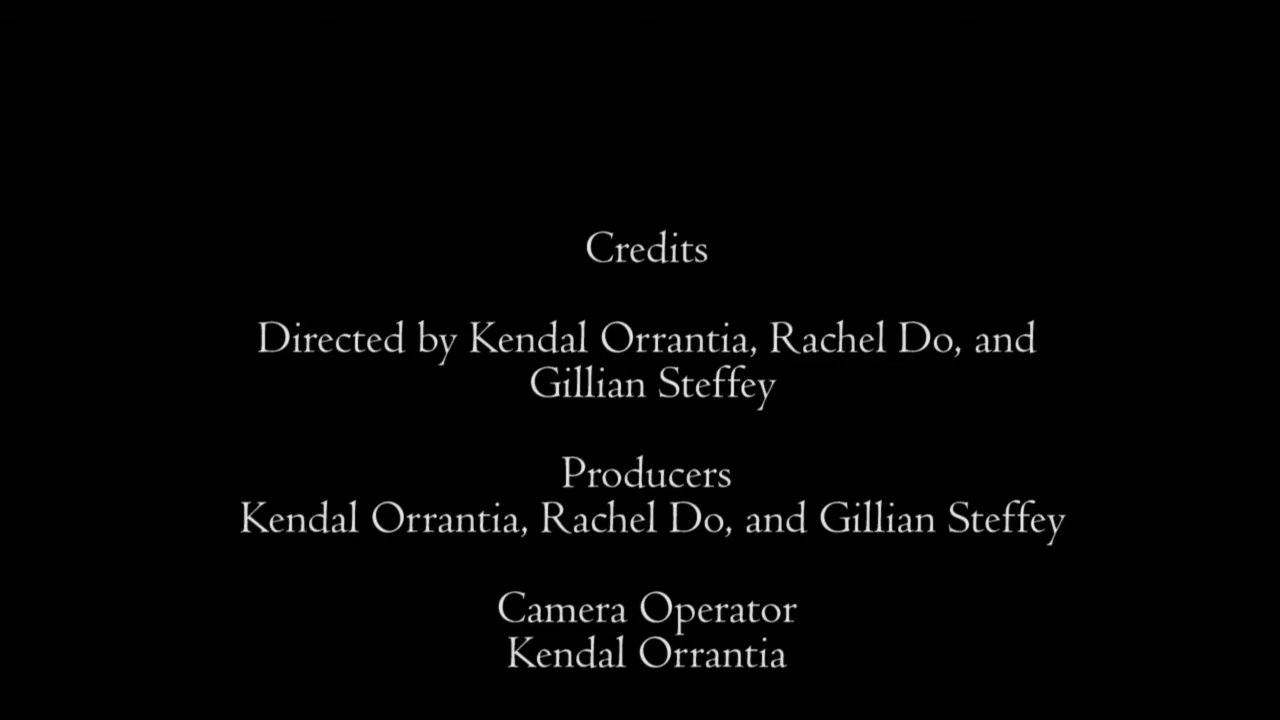 Credits
Directed by Kendal Orrantia, Rachel Do, and
Gillian Steffey
Producers
Kendal Orrantia, Rachel Do, and Gillian Steffey
Camera Operator
Kendal Orrantia